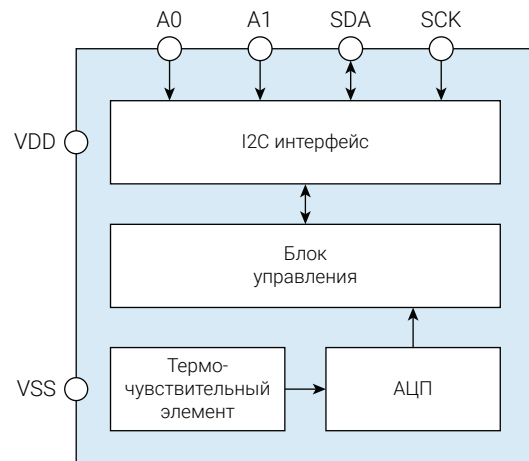 A0 A1 SDA SCK
VDD
I2C интерфейс
Блок
управления
VSS
Термо-
чувствительный
элемент
АЦП